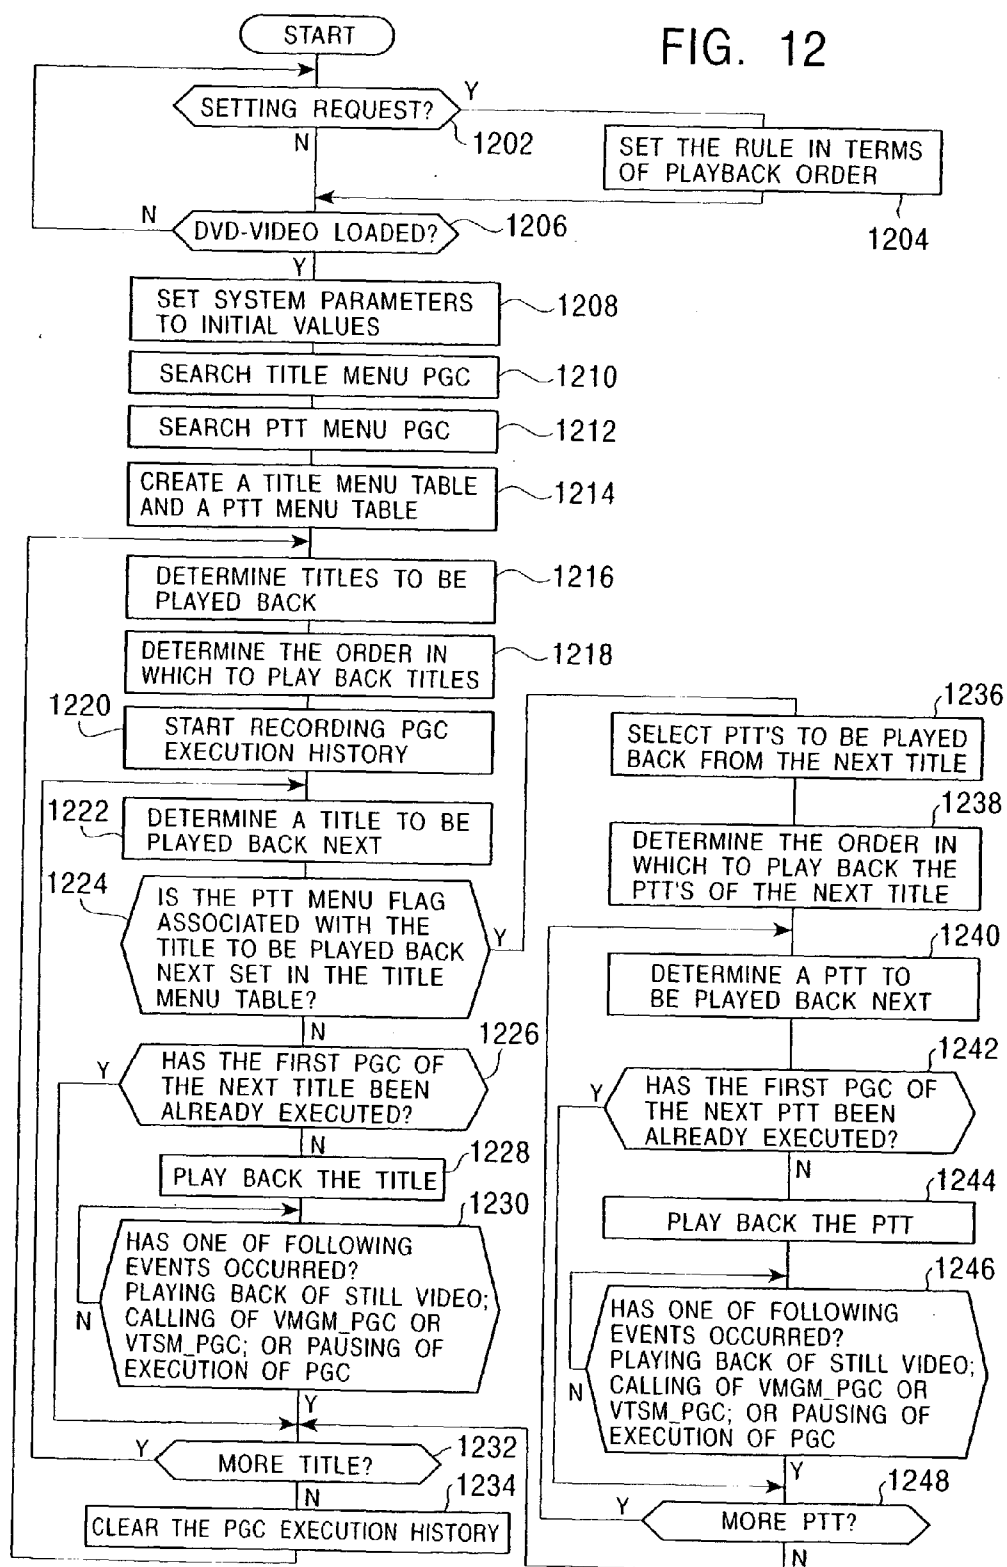 FIG. 12
START
SETTING REQUEST?
Y
1202
N
SET THE RULE IN TERMS
OF PLAYBACK ORDER
1204
N
DVD-VIDEO LOADED?
1206
Y
SET SYSTEM PARAMETERS
TO INITIAL VALUES
1208
SEARCH TITLE MENU PGC
1210
SEARCH PTT MENU PGC
1212
CREATE A TITLE MENU TABLE
AND A PTT MENU TABLE
1214
DETERMINE TITLES TO BE
PLAYED BACK
1216
DETERMINE THE ORDER IN
WHICH TO PLAY BACK TITLES
1218
1220
START RECORDING PGC
EXECUTION HISTORY
1222
DETERMINE A TITLE TO BE
PLAYED BACK NEXT
1224
IS THE PTT MENU FLAG
ASSOCIATED WITH THE
TITLE TO BE PLAYED BACK
NEXT SET IN THE TITLE
MENU TABLE?
Y
N
1226
Y
HAS THE FIRST PGC OF
THE NEXT TITLE BEEN
ALREADY EXECUTED?
N
1228
PLAY BACK THE TITLE
1230
HAS ONE OF FOLLOWING
EVENTS OCCURRED?
PLAYING BACK OF STILL VIDEO;
CALLING OF VMGM_PGC OR
VTSM_PGC; OR PAUSING OF
EXECUTION OF PGC
N
Y
Y
MORE TITLE?
1232
N
1234
CLEAR THE PGC EXECUTION HISTORY
1236
SELECT PTT'S TO BE PLAYED
BACK FROM THE NEXT TITLE
1238
DETERMINE THE ORDER IN
WHICH TO PLAY BACK THE
PTT'S OF THE NEXT TITLE
1240
DETERMINE A PTT TO
BE PLAYED BACK NEXT
1242
Y
HAS THE FIRST PGC OF
THE NEXT PTT BEEN
ALREADY EXECUTED?
N
1244
PLAY BACK THE PTT
1246
HAS ONE OF FOLLOWING
EVENTS OCCURRED?
PLAYING BACK OF STILL VIDEO;
CALLING OF VMGM_PGC OR
VTSM_PGC; OR PAUSING OF
EXECUTION OF PGC
N
Y
1248
Y
MORE PTT?
N